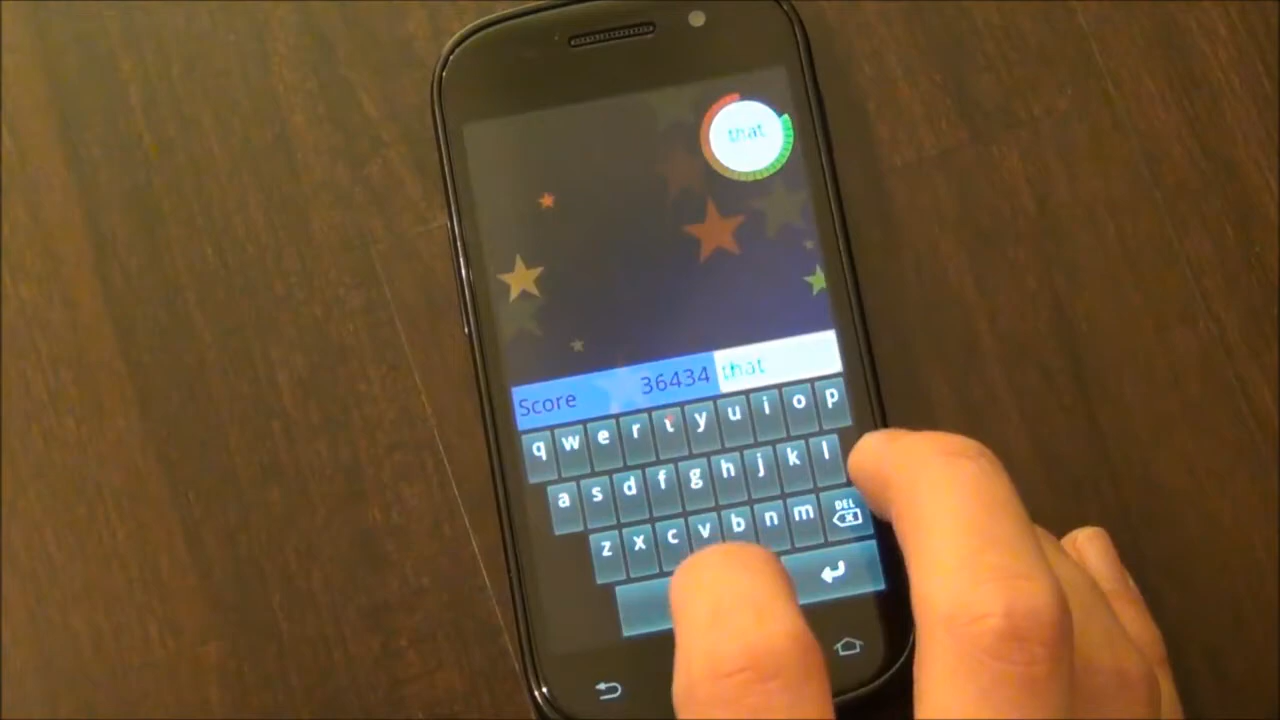 that
Score 36434 that
q w e r t y u i o p
a s d f g h j k l
z x c v b n m DEL